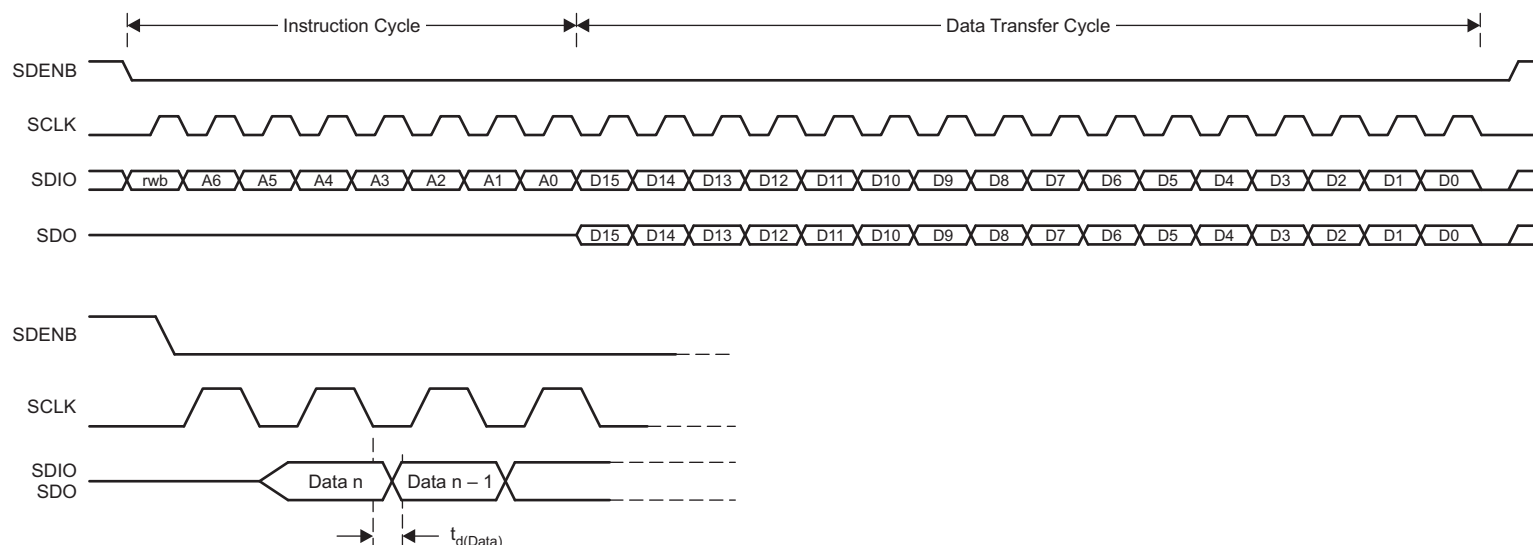 Instruction Cycle Data Transfer Cycle
SDENB
SCLK
SDIO rwb A6 A5 A4 A3 A2 A1 A0 D15 D14 D13 D12 D11 D10 D9 D8 D7 D6 D5 D4 D3 D2 D1 D0
SDO D15 D14 D13 D12 D11 D10 D9 D8 D7 D6 D5 D4 D3 D2 D1 D0
SDENB
SCLK
SDIO
SDO
Data n Data n – 1
td(Data)